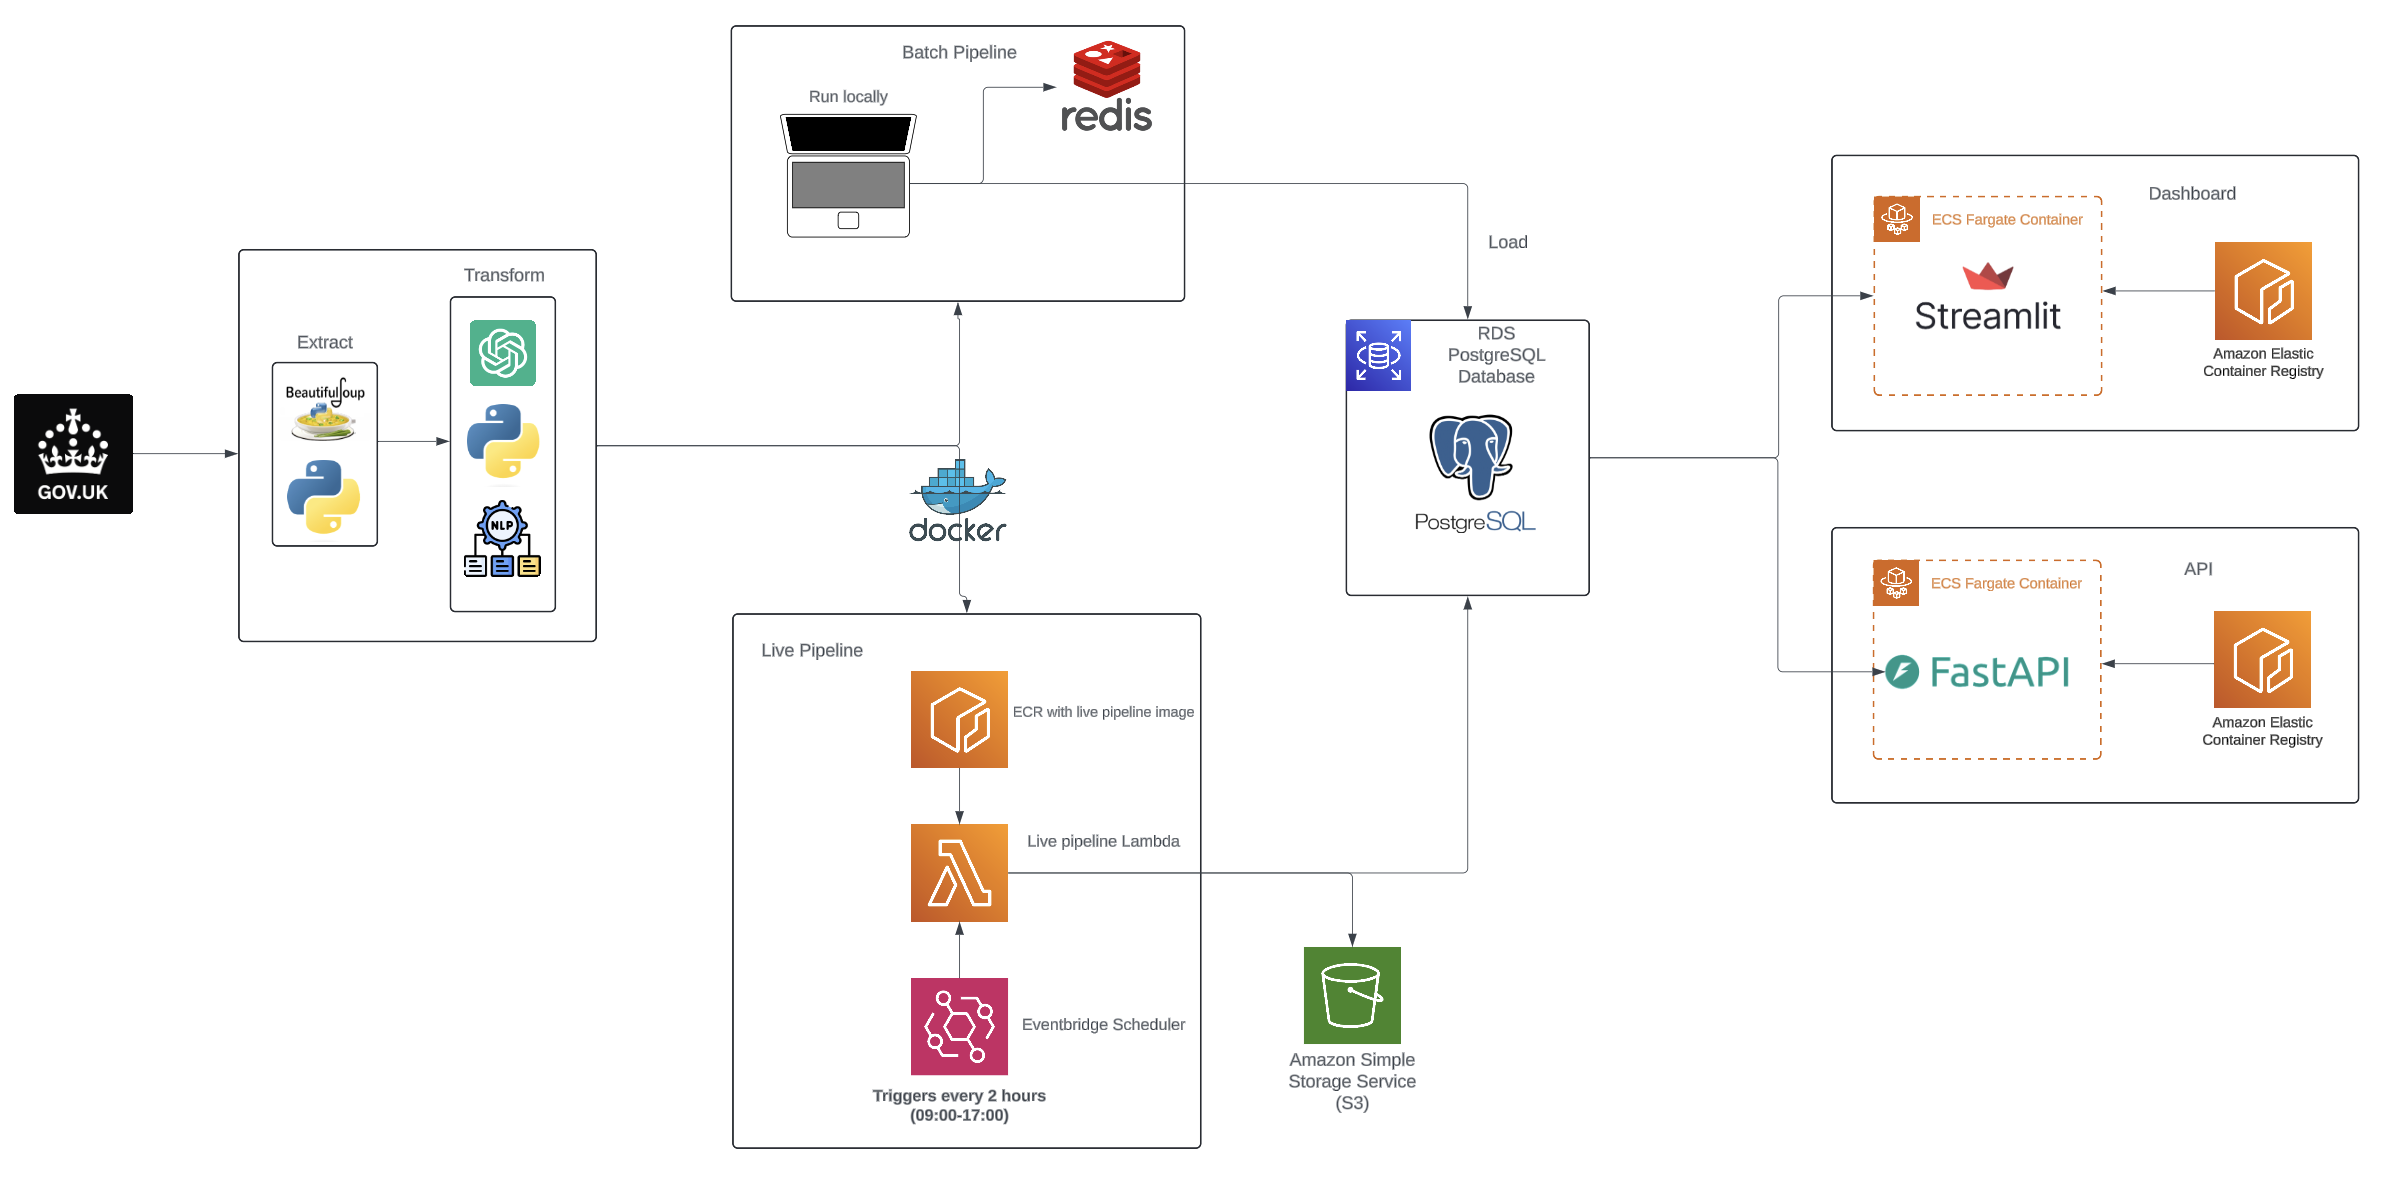 Batch Pipeline
Run locally
redis
Dashboard
ECS Fargate Container
Streamlit
Amazon Elastic
Container Registry
Load
Transform
Extract
BeautifulSoup
GOV.UK
NLP
docker
RDS
PostgreSQL
Database
PostgreSQL
API
ECS Fargate Container
FastAPI
Amazon Elastic
Container Registry
Live Pipeline
ECR with live pipeline image
Live pipeline Lambda
Eventbridge Scheduler
Triggers every 2 hours
(09:00-17:00)
Amazon Simple
Storage Service
(S3)